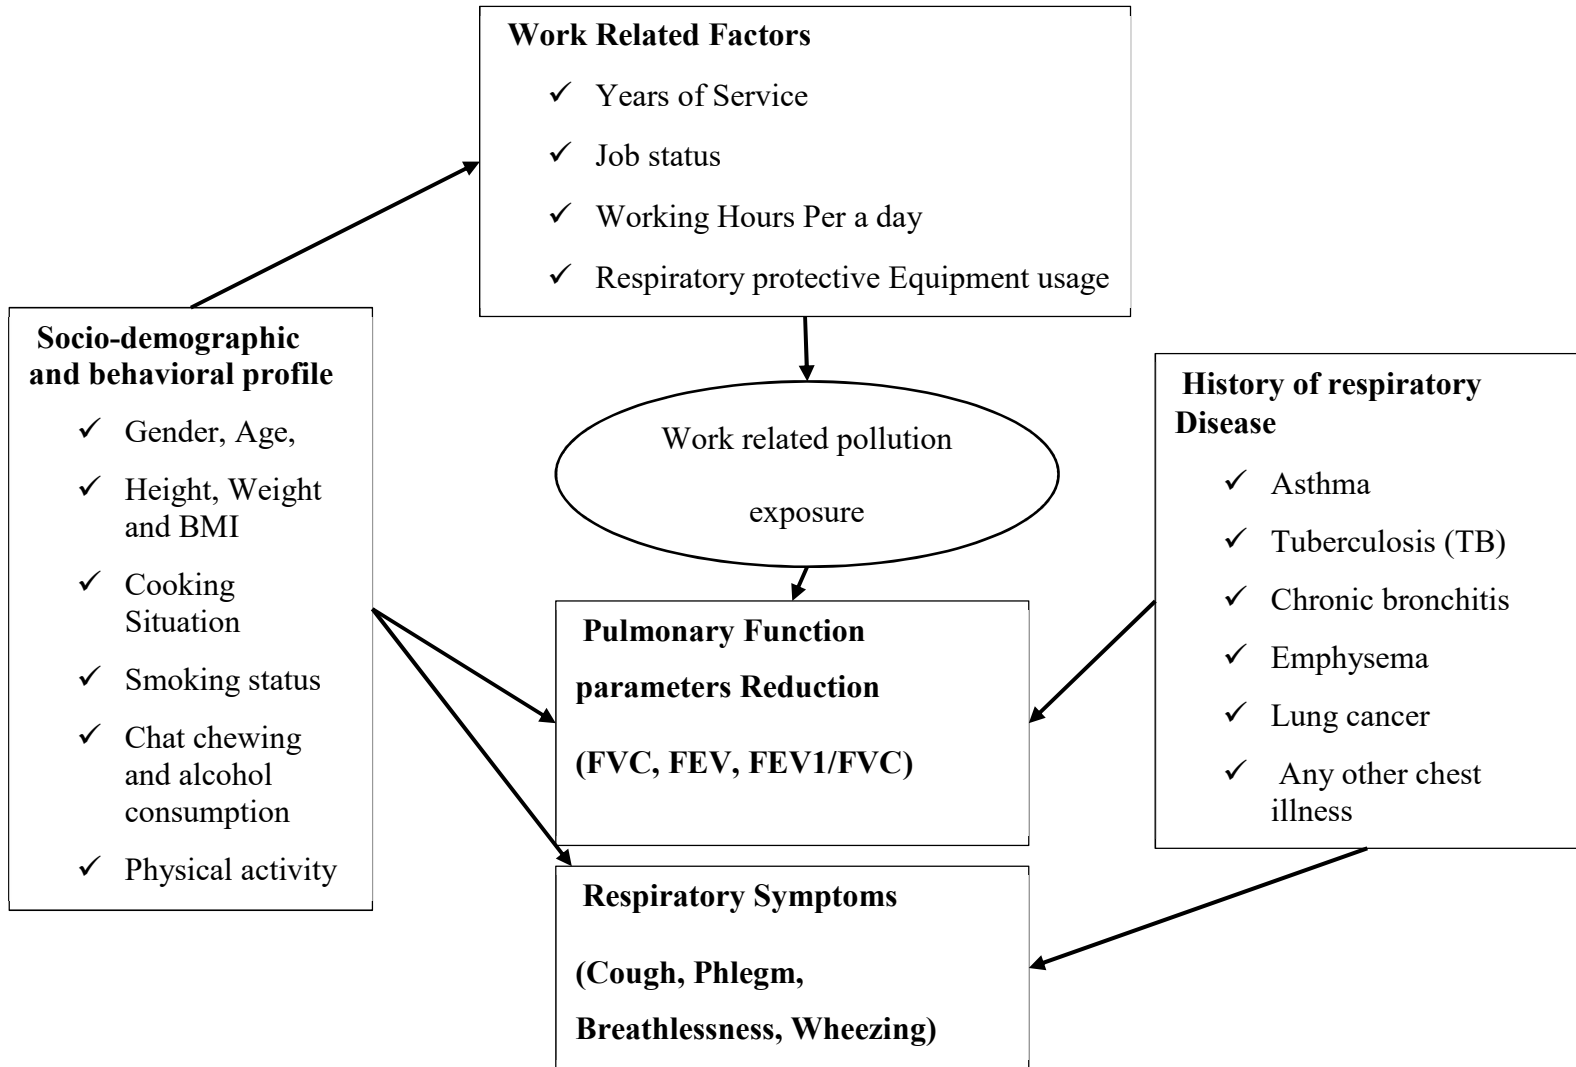 Work Related Factors
✓ Years of Service
✓ Job status
✓ Working Hours Per a day
✓ Respiratory protective Equipment usage
Socio-demographic
and behavioral profile
✓ Gender, Age,
✓ Height, Weight
and BMI
✓ Cooking
Situation
✓ Smoking status
✓ Chat chewing
and alcohol
consumption
✓ Physical activity
Work related pollution
exposure
History of respiratory
Disease
✓ Asthma
✓ Tuberculosis (TB)
✓ Chronic bronchitis
✓ Emphysema
✓ Lung cancer
✓ Any other chest
illness
Pulmonary Function
parameters Reduction
(FVC, FEV, FEV1/FVC)
Respiratory Symptoms
(Cough, Phlegm,
Breathlessness, Wheezing)